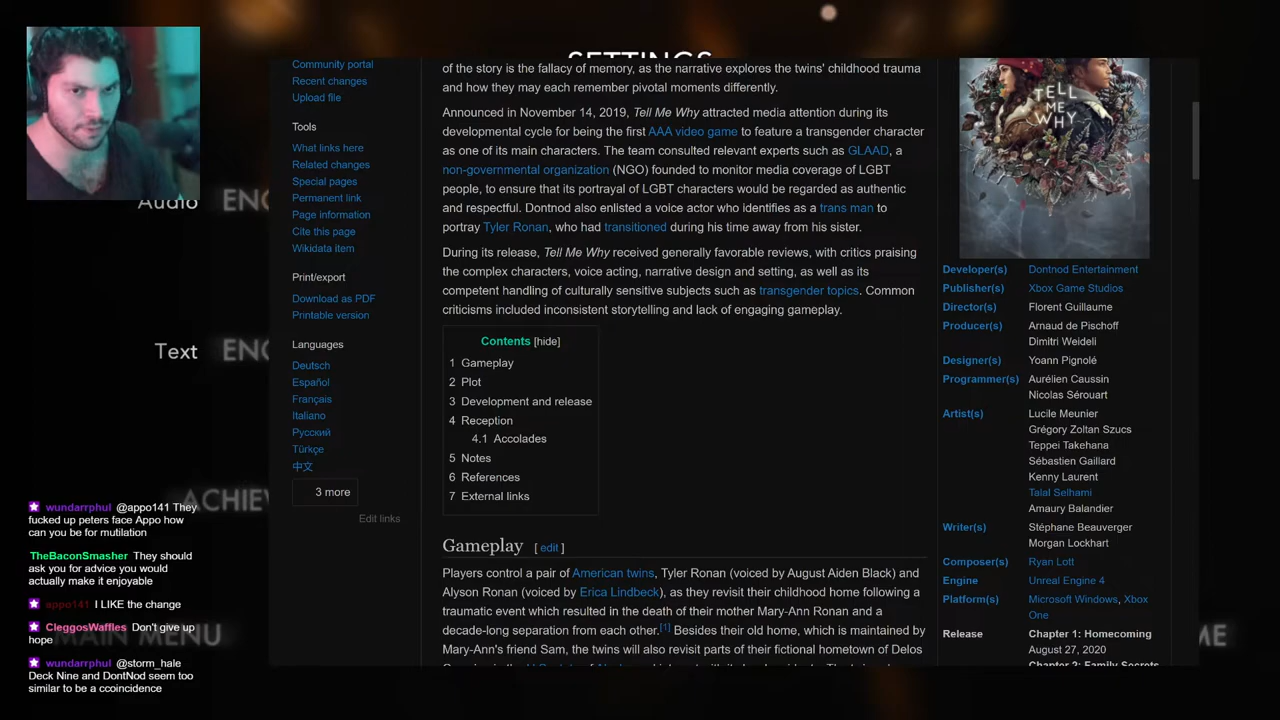 SETTINGS
Audio
ENG
Text
ENG
ACHIEV
MAIN MENU
ME
Community portal
Recent changes
Upload file
Tools
What links here
Related changes
Special pages
Permanent link
Page information
Cite this page
Wikidata item
Print/export
Download as PDF
Printable version
Languages
Deutsch
Español
Français
Italiano
Русский
Türkçe
中文
3 more
Edit links
of the story is the fallacy of memory, as the narrative explores the twins' childhood trauma
and how they may each remember pivotal moments differently.
Announced in November 14, 2019, Tell Me Why attracted media attention during its
developmental cycle for being the first AAA video game to feature a transgender character
as one of its main characters. The team consulted relevant experts such as GLAAD, a
non-governmental organization (NGO) founded to monitor media coverage of LGBT
people, to ensure that its portrayal of LGBT characters would be regarded as authentic
and respectful. Dontnod also enlisted a voice actor who identifies as a trans man to
portray Tyler Ronan, who had transitioned during his time away from his sister.
During its release, Tell Me Why received generally favorable reviews, with critics praising
the complex characters, voice acting, narrative design and setting, as well as its
competent handling of culturally sensitive subjects such as transgender topics. Common
criticisms included inconsistent storytelling and lack of engaging gameplay.
Contents [hide]
1 Gameplay
2 Plot
3 Development and release
4 Reception
4.1 Accolades
5 Notes
6 References
7 External links
Gameplay [ edit ]
Players control a pair of American twins, Tyler Ronan (voiced by August Aiden Black) and
Alyson Ronan (voiced by Erica Lindbeck), as they revisit their childhood home following a
traumatic event which resulted in the death of their mother Mary-Ann Ronan and a
decade-long separation from each other.[1] Besides their old home, which is maintained by
Mary-Ann's friend Sam, the twins will also revisit parts of their fictional hometown of Delos
TELL
ME
WHY
Developer(s) Dontnod Entertainment
Publisher(s) Xbox Game Studios
Director(s) Florent Guillaume
Producer(s) Arnaud de Pischoff
Dimitri Weideli
Designer(s) Yoann Pignolé
Programmer(s) Aurélien Caussin
Nicolas Sérouart
Artist(s) Lucile Meunier
Grégory Zoltan Szucs
Teppei Takehana
Sébastien Gaillard
Kenny Laurent
Talal Selhami
Amaury Balandier
Writer(s) Stéphane Beauverger
Morgan Lockhart
Composer(s) Ryan Lott
Engine Unreal Engine 4
Platform(s) Microsoft Windows, Xbox
One
Release Chapter 1: Homecoming
August 27, 2020
Chapter 2: Family Secrets
wundarrphul @appo141 They
fucked up peters face Appo how
can you be for mutilation
TheBaconSmasher They should
ask you for advice you would
actually make it enjoyable
appo141 I LIKE the change
CleggosWaffles Don't give up
hope
wundarrphul @storm_hale
Deck Nine and DontNod seem too
similar to be a ccoincidence